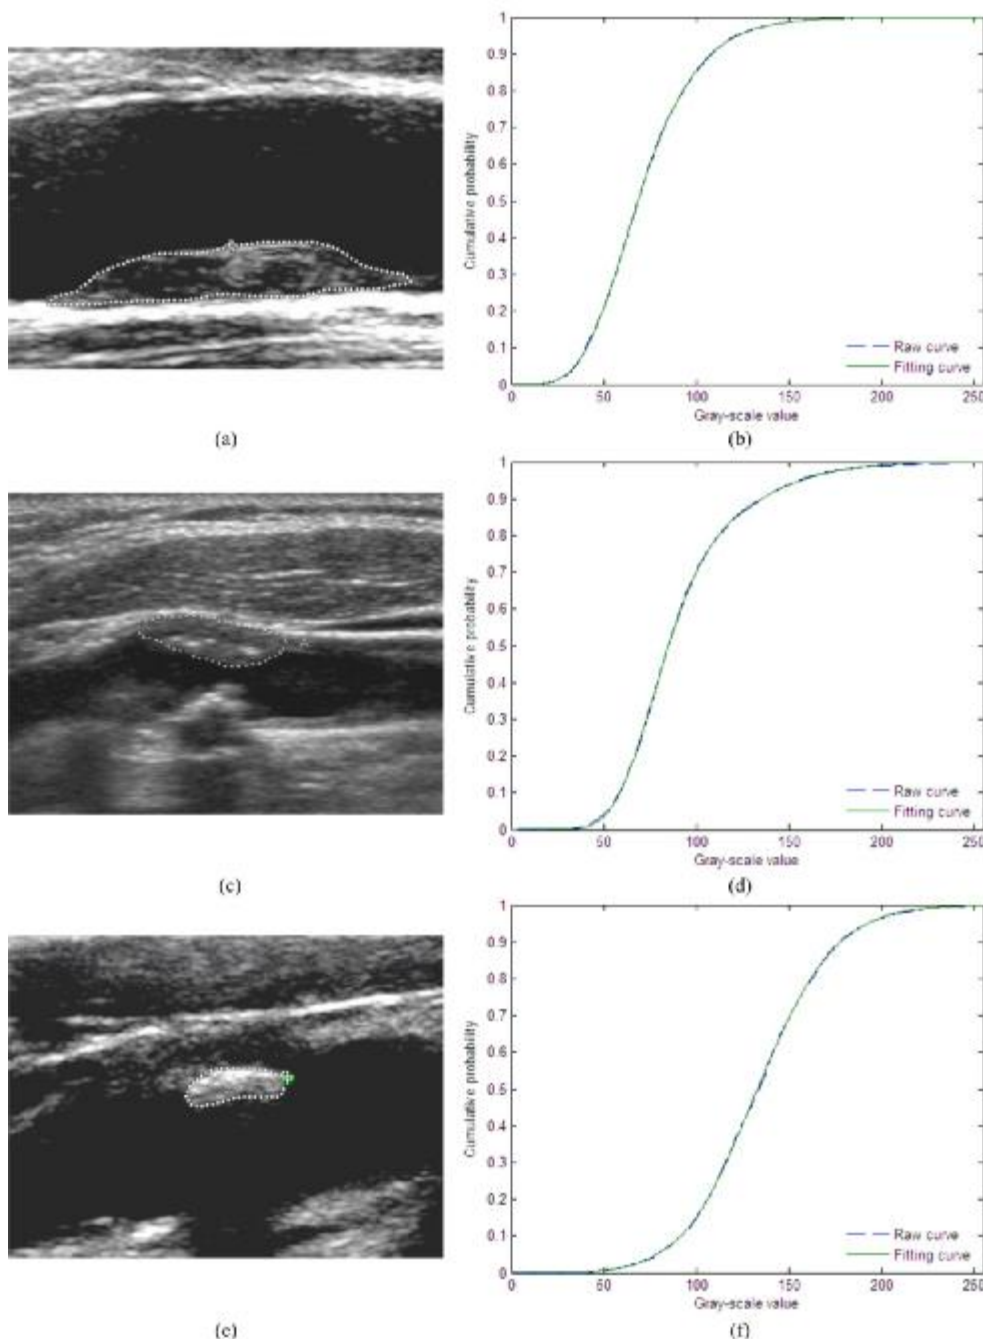 1
0.9
0.8
0.7
0.6
0.5
0.4
0.3
0.2
0.1
0
Cumulative probability
Raw curve
Fitting curve
0 50 100 150 200 250
Gray-scale value
(a)
(b)
1
0.9
0.8
0.7
0.6
0.5
0.4
0.3
0.2
0.1
0
Cumulative probability
Raw curve
Fitting curve
0 50 100 150 200 250
Gray-scale value
(c)
(d)
1
0.9
0.8
0.7
0.6
0.5
0.4
0.3
0.2
0.1
0
Cumulative probability
Raw curve
Fitting curve
0 50 100 150 200 250
Gray-scale value
(e)
(f)